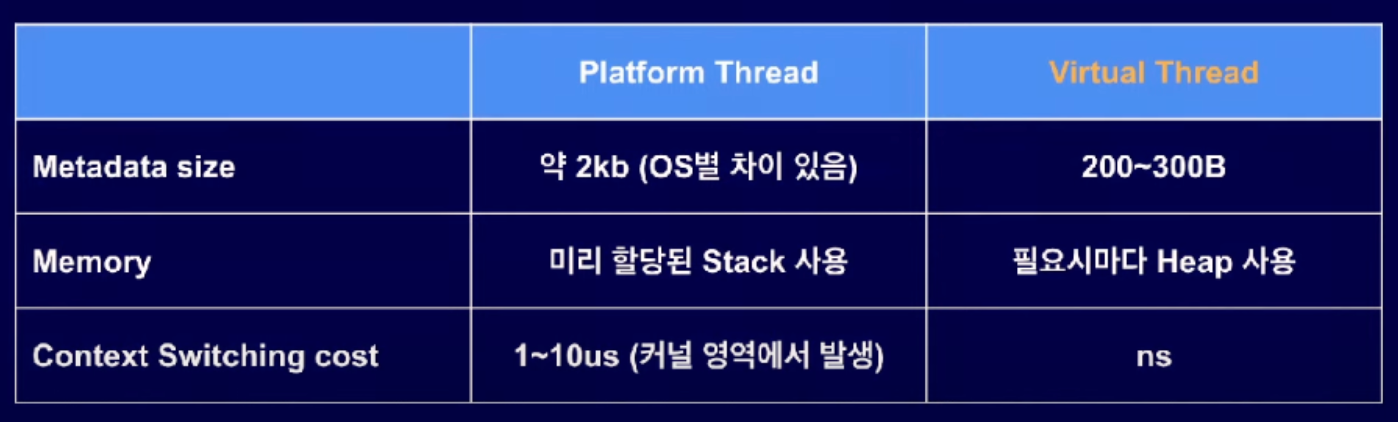 Platform Thread
Virtual Thread
Metadata size
약 2kb (OS별 차이 있음)
200~300B
Memory
미리 할당된 Stack 사용
필요시마다 Heap 사용
Context Switching cost
1~10us (커널 영역에서 발생)
ns